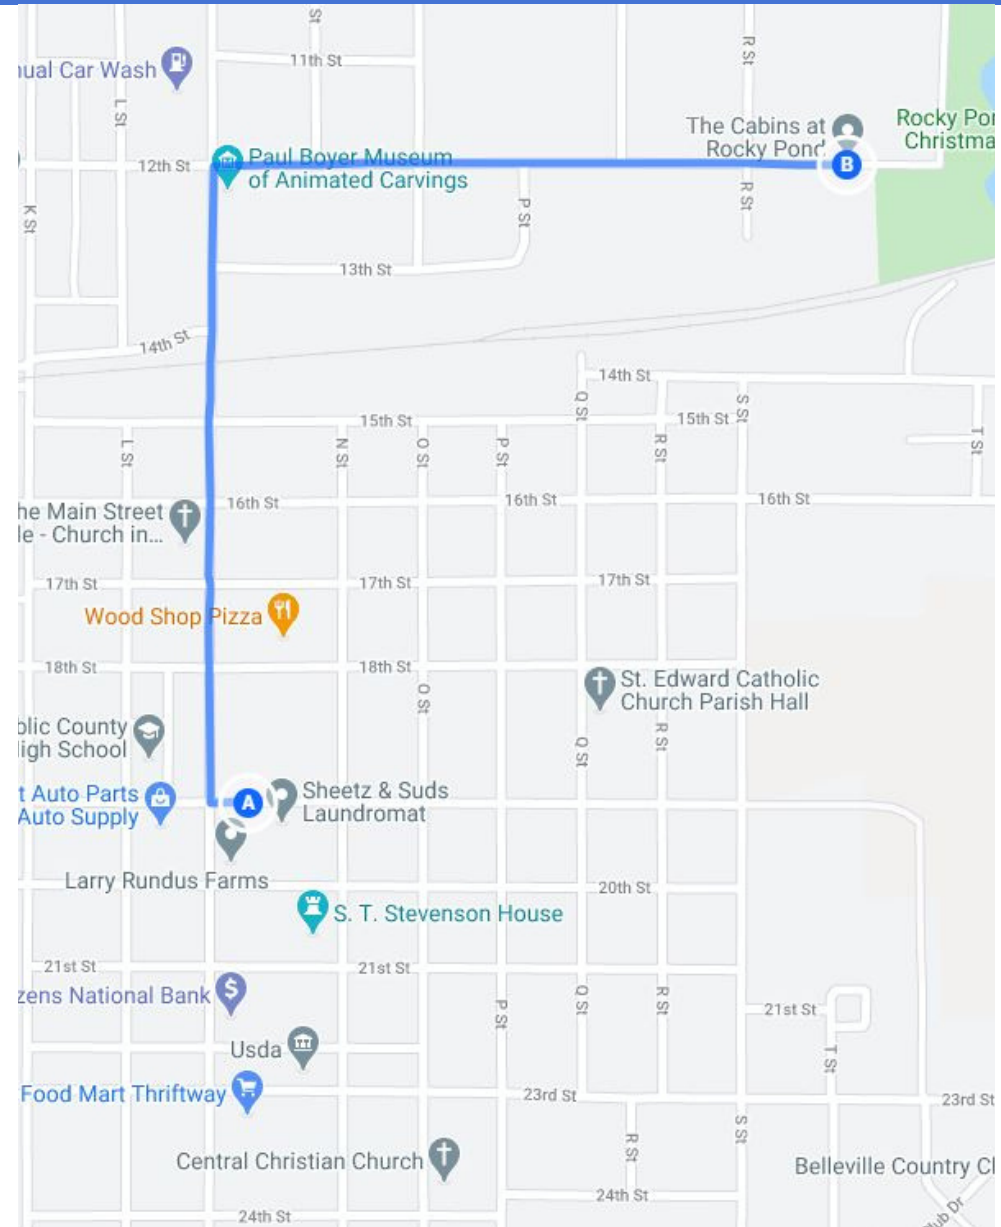 St
11th St
ual Car Wash
L St
R St
The Cabins at
Rocky Pond
Rocky Pon
Christma
12th St
Paul Boyer Museum
of Animated Carvings
B
K St
P St
R St
13th St
14th St
14th St
Q St
S St
15th St
15th St
L St
N St
O St
P St
R St
T St
16th St
16th St
16th St
he Main Street
le - Church in...
17th St
17th St
17th St
Wood Shop Pizza
18th St
18th St
St. Edward Catholic
Church Parish Hall
O St
blic County
High School
Q St
R St
t Auto Parts
Auto Supply
A
Sheetz & Suds
Laundromat
Larry Rundus Farms
20th St
S. T. Stevenson House
21st St
21st St
zens National Bank
$
P St
Q St
R St
21st St
Usda
T St
Food Mart Thriftway
23rd St
23rd St
S St
R St
Central Christian Church
Belleville Country Cl
24th St
24th St
lub Dr